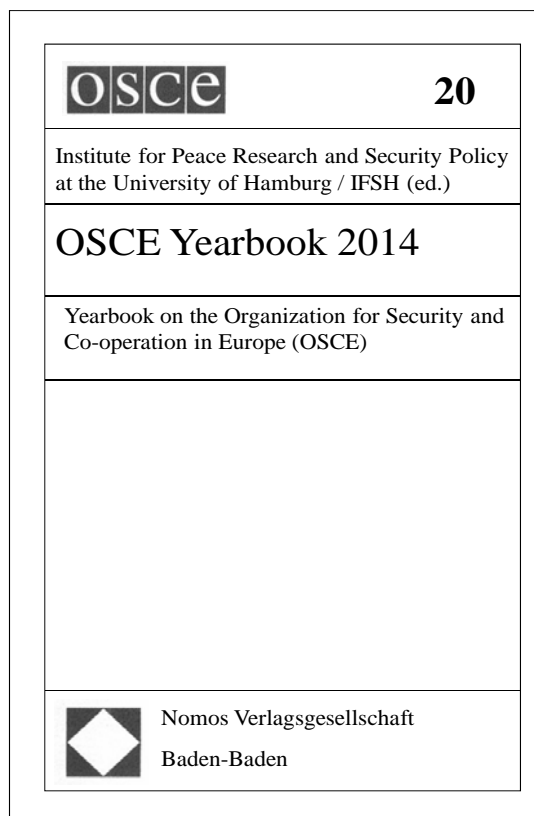 OSCE
20
Institute for Peace Research and Security Policy
at the University of Hamburg / IFSH (ed.)
OSCE Yearbook 2014
Yearbook on the Organization for Security and
Co-operation in Europe (OSCE)
Nomos Verlagsgesellschaft
Baden-Baden